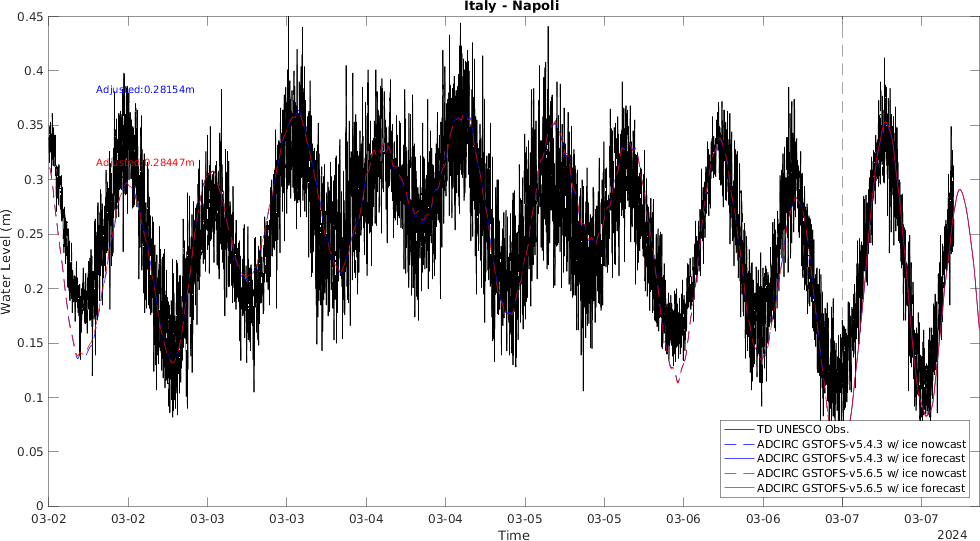 Italy - Napoli
0.45
0.4
0.35
0.3
0.25
0.2
0.15
0.1
0.05
0
Water Level (m)
Adjusted:0.28154m
Adjusted:0.28447m
TD UNESCO Obs.
ADCIRC GSTOFS-v5.4.3 w/ ice nowcast
ADCIRC GSTOFS-v5.4.3 w/ ice forecast
ADCIRC GSTOFS-v5.6.5 w/ ice nowcast
ADCIRC GSTOFS-v5.6.5 w/ ice forecast
03-02 03-02 03-03 03-03 03-04 03-04 03-05 03-05 03-06 03-06 03-07 03-07
Time
2024